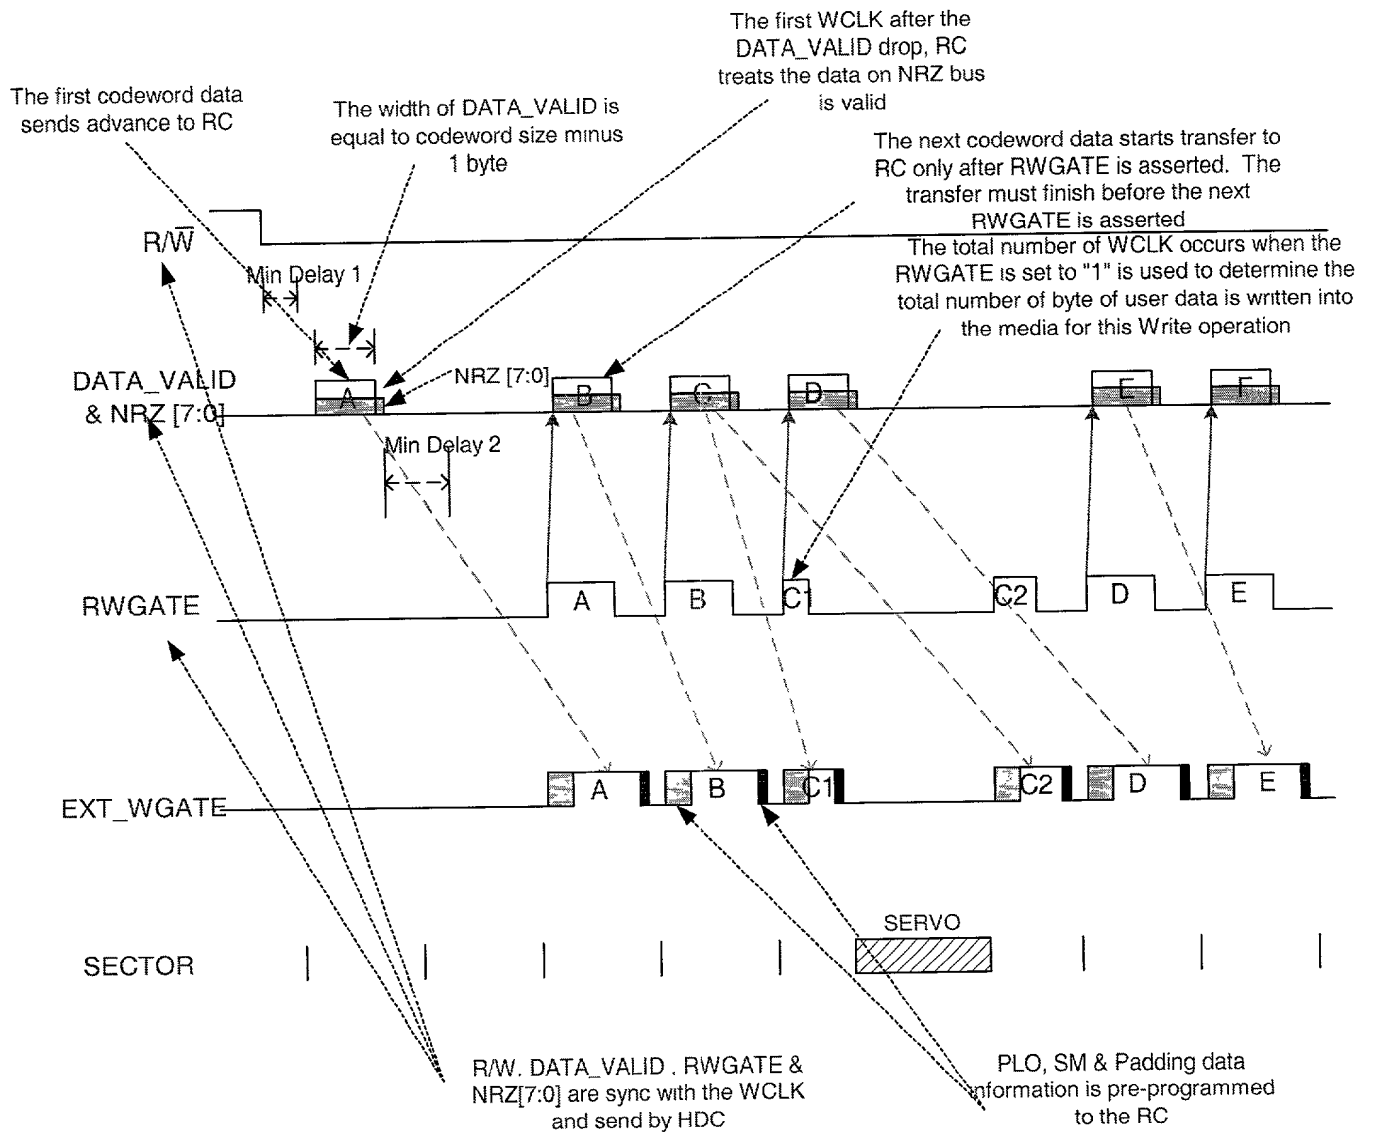 The first WCLK after the
DATA_VALID drop, RC
treats the data on NRZ bus
is valid
The first codeword data
sends advance to RC
The width of DATA_VALID is
equal to codeword size minus
1 byte
The next codeword data starts transfer to
RC only after RWGATE is asserted. The
transfer must finish before the next
RWGATE is asserted
The total number of WCLK occurs when the
RWGATE is set to "1" is used to determine the
total number of byte of user data is written into
the media for this Write operation
R/W̅
Min Delay 1
DATA_VALID
& NRZ [7:0]
A
NRZ [7:0]
B
C
D
E
F
Min Delay 2
RWGATE
A
B
C1
C2
D
E
EXT_WGATE
A
B
C1
C2
D
E
SERVO
SECTOR
R/W. DATA_VALID . RWGATE &
NRZ[7:0] are sync with the WCLK
and send by HDC
PLO, SM & Padding data
information is pre-programmed
to the RC